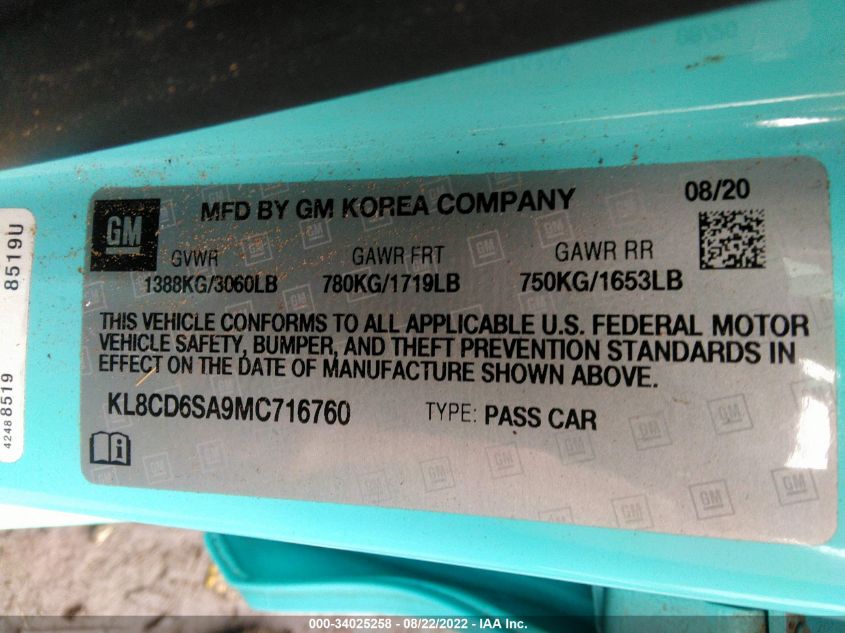 MFD BY GM KOREA COMPANY
08/20
GM
GVWR
GAWR FRT
GAWR RR
1388KG/3060LB
780KG/1719LB
750KG/1653LB
THIS VEHICLE CONFORMS TO ALL APPLICABLE U.S. FEDERAL MOTOR
VEHICLE SAFETY, BUMPER, AND THEFT PREVENTION STANDARDS IN
EFFECT ON THE DATE OF MANUFACTURE SHOWN ABOVE.
KL8CD6SA9MC716760
TYPE: PASS CAR
8519U
42488519
000-34025258 - 08/22/2022 - IAA Inc.